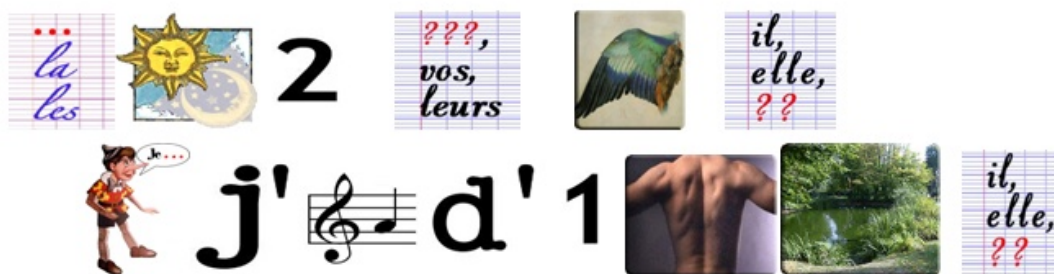 ...
la
les
2
???,
vos,
leurs
il,
elle,
??
Je ...
j' d' 1
il,
elle,
??